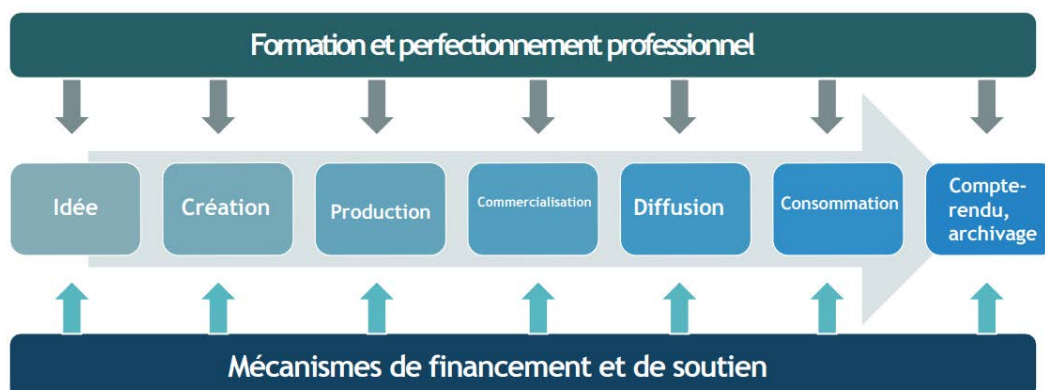 Formation et perfectionnement professionnel
Idée
Création
Production
Commercialisation
Diffusion
Consommation
Compte-
rendu,
archivage
Mécanismes de financement et de soutien